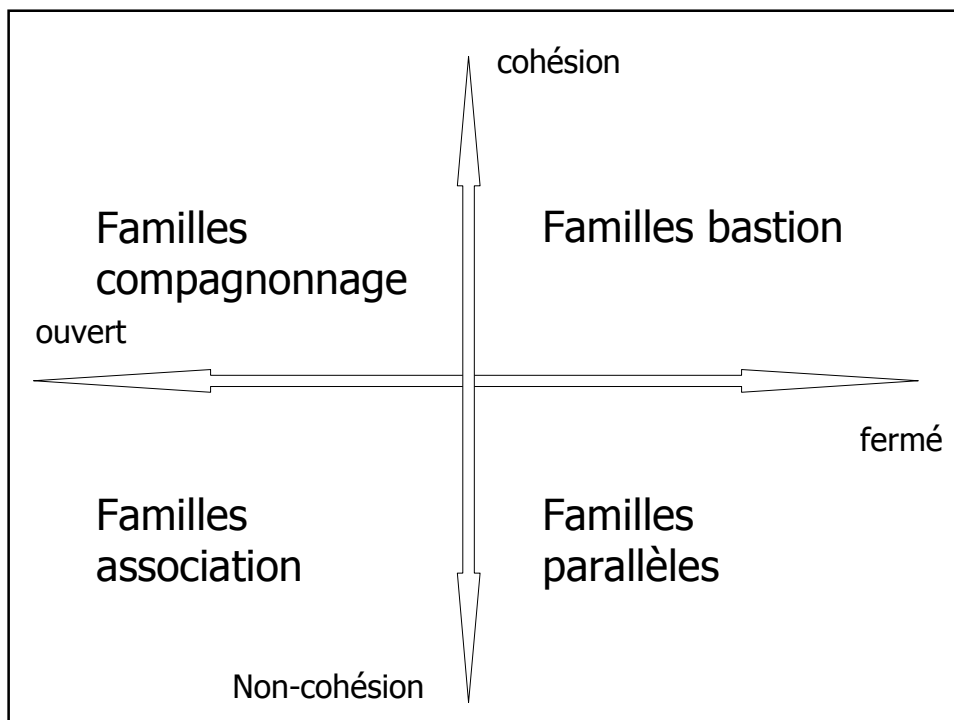 cohésion
Familles
compagnonnage
Familles bastion
ouvert
fermé
Familles
association
Familles
parallèles
Non-cohésion